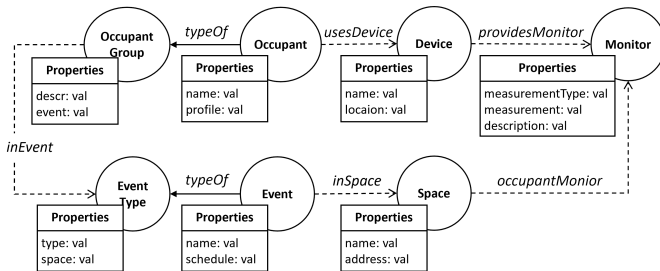 Occupant
Group
typeOf
Occupant
usesDevice
Device
providesMonitor
Monitor
Properties
descr: val
event: val
Properties
name: val
profile: val
Properties
name: val
locaion: val
Properties
measurementType: val
measurement: val
description: val
inEvent
Event
Type
typeOf
Event
inSpace
Space
occupantMonior
Properties
type: val
space: val
Properties
name: val
schedule: val
Properties
name: val
address: val